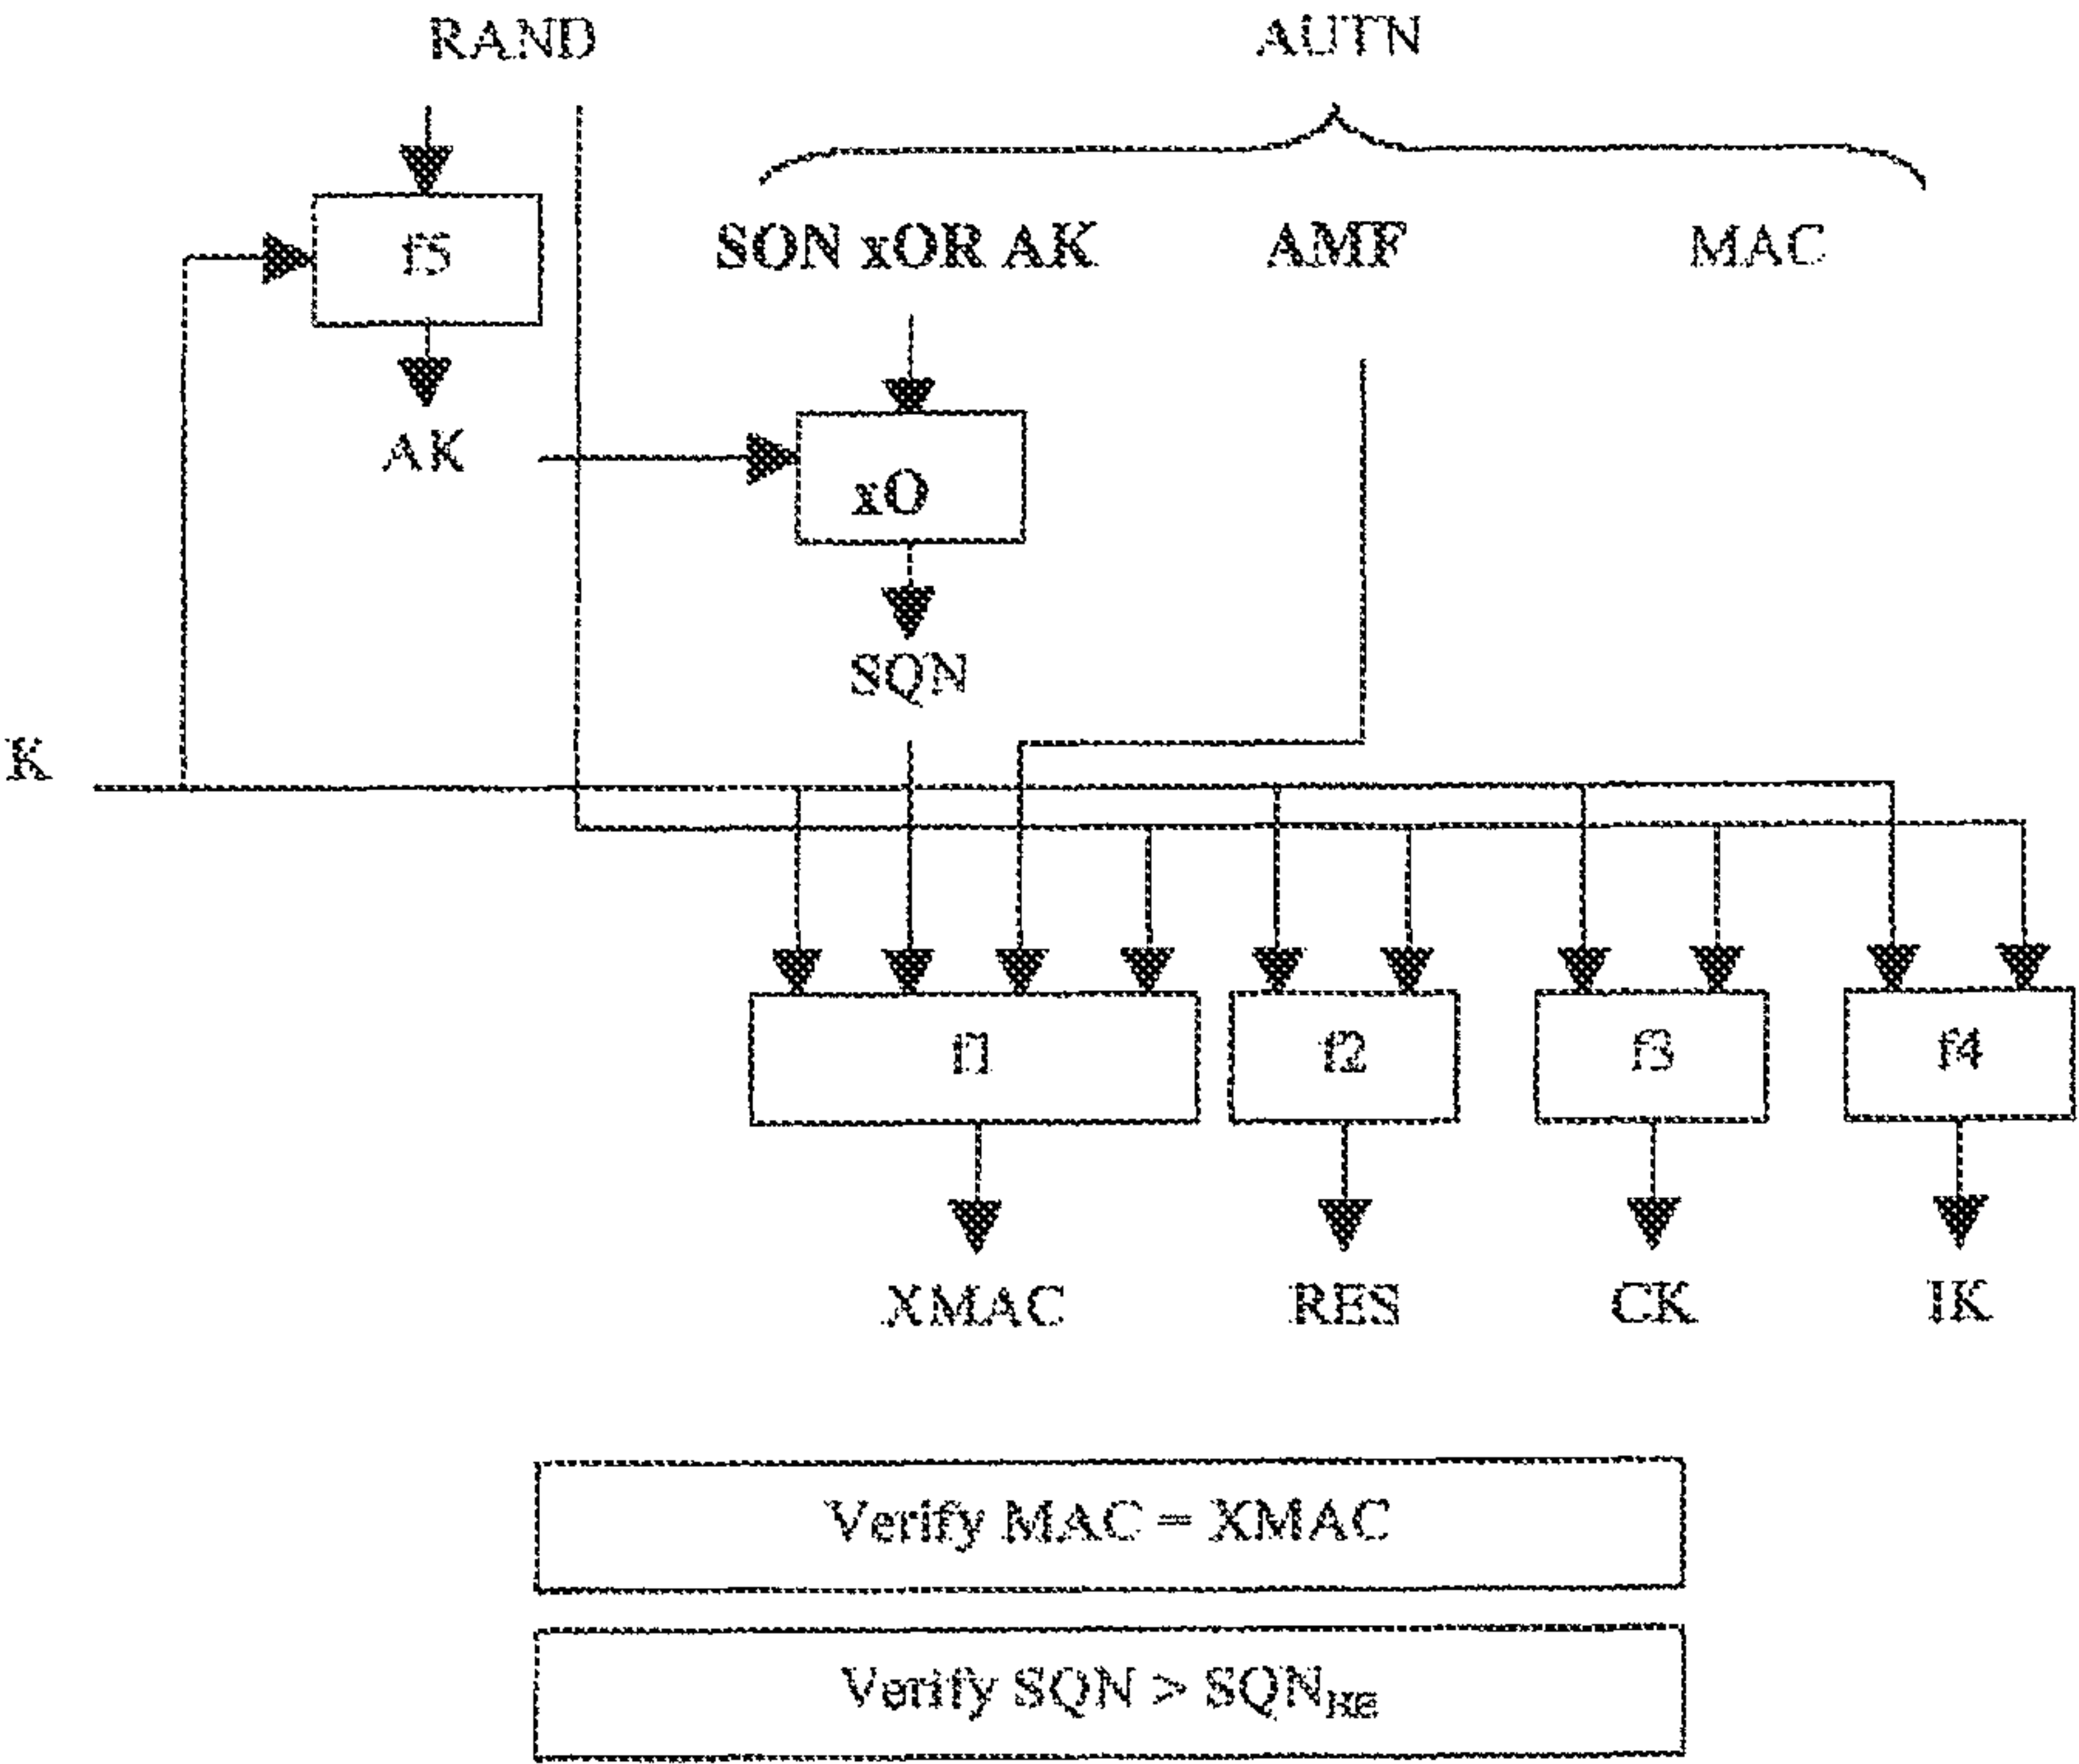 RAND AUTN
f5 SON xOR AK AMF MAC
AK
xO
SQN
K
f1 f2 f3 f4
XMAC RES CK IK
Verify MAC = XMAC
Verify SQN > SQN